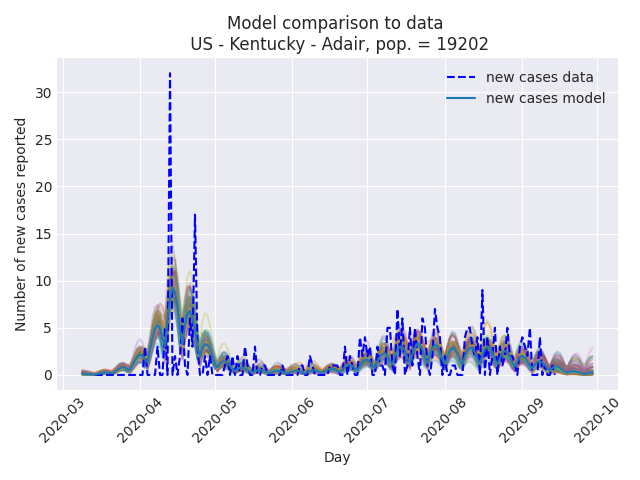 Model comparison to data
US - Kentucky - Adair, pop. = 19202
new cases data
new cases model
Number of new cases reported
30
25
20
15
10
5
0
2020-03
2020-04
2020-05
2020-06
2020-07
2020-08
2020-09
2020-10
Day